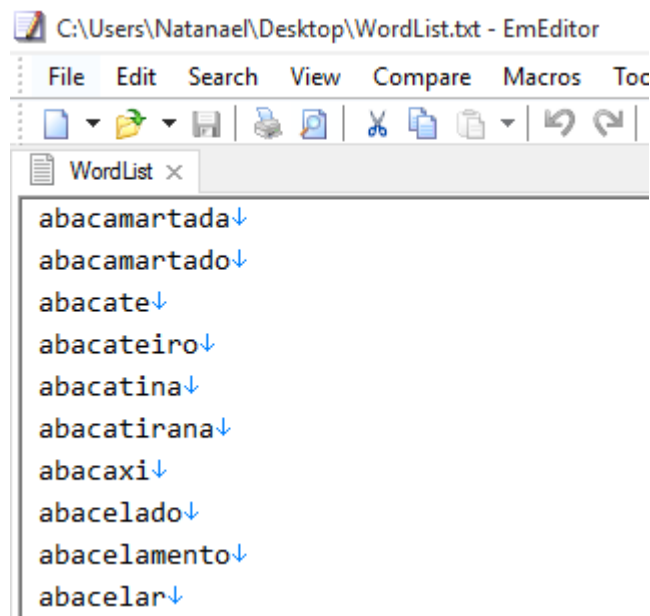 C:\Users\Natanael\Desktop\WordList.txt - EmEditor
File Edit Search View Compare Macros Toc
WordList ×
abacamartada↓
abacamartado↓
abacate↓
abacateiro↓
abacatina↓
abacatirana↓
abacaxi↓
abacelado↓
abacelamento↓
abacelar↓